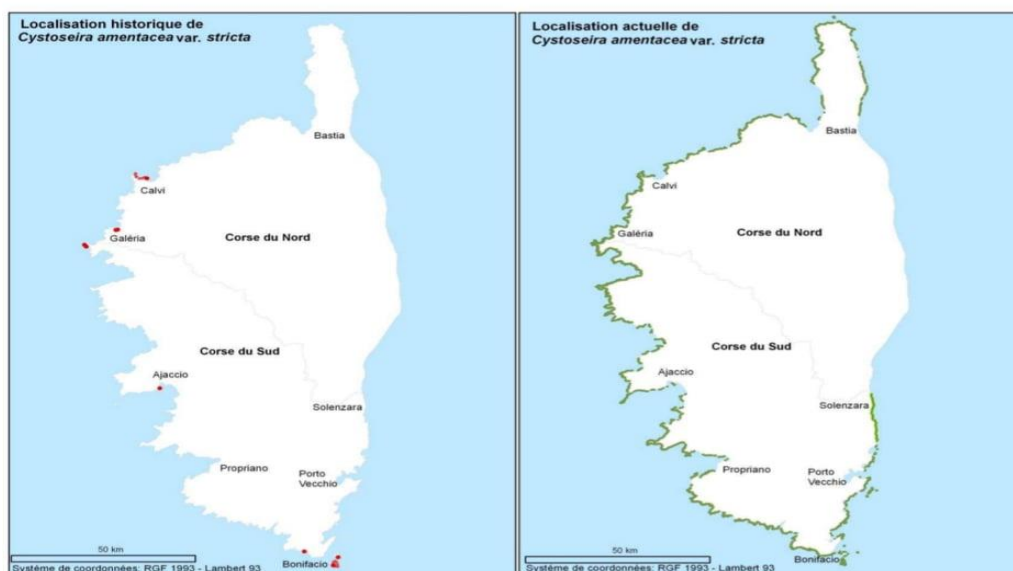 Localisation historique de
Cystoseira amentacea var. stricta
Bastia
Calvi
Galéria
Corse du Nord
Corse du Sud
Ajaccio
Solenzara
Propriano
Porto
Vecchio
50 km
Bonifacio
Système de coordonnées: RGF 1993 - Lambert 93
Localisation actuelle de
Cystoseira amentacea var. stricta
Bastia
Calvi
Galéria
Corse du Nord
Corse du Sud
Ajaccio
Solenzara
Propriano
Porto
Vecchio
50 km
Bonifacio
Système de coordonnées: RGF 1993 - Lambert 93